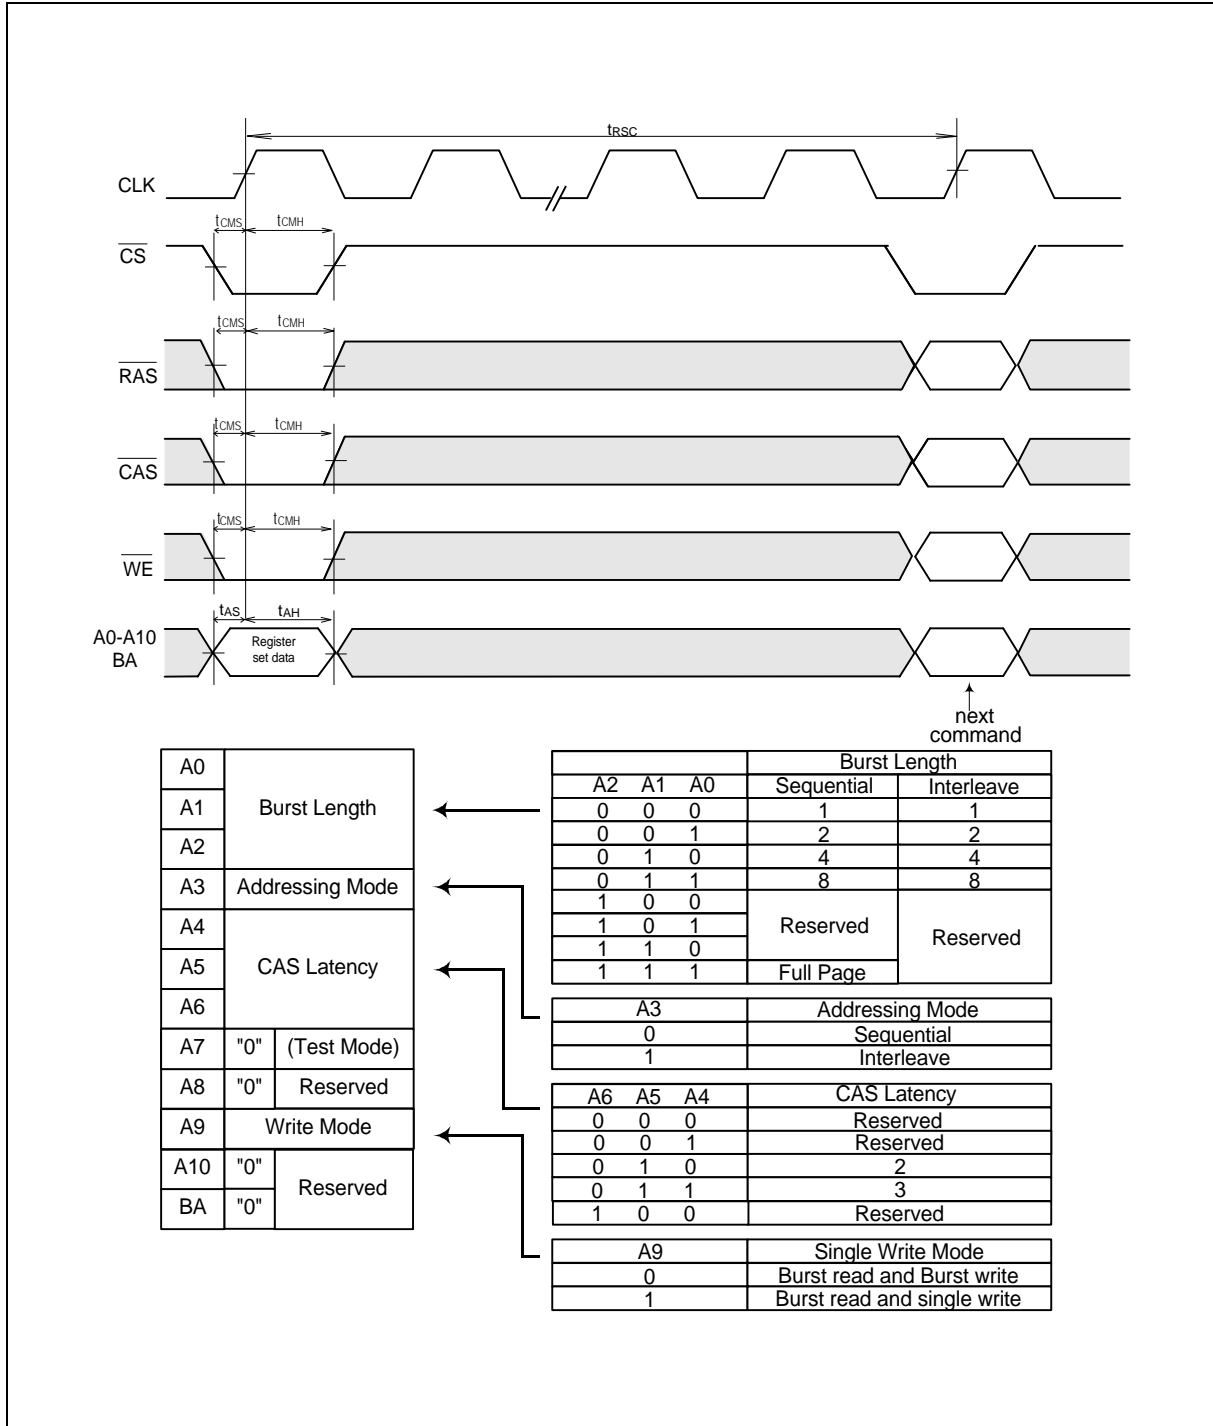 tRSC
CLK
tCMS tCMH
CS
tCMS tCMH
RAS
tCMS tCMH
CAS
tCMS tCMH
WE
tAS tAH
A0-A10
BA
Register
set data
next
command
A0
A1
A2
Burst Length
A3 Addressing Mode
A4
A5
A6
CAS Latency
A7 "0" (Test Mode)
A8 "0" Reserved
A9 Write Mode
A10 "0"
BA "0"
Reserved
Burst Length
A2 A1 A0 Sequential Interleave
0 0 0 1 1
0 0 1 2 2
0 1 0 4 4
0 1 1 8 8
1 0 0
1 0 1 Reserved Reserved
1 1 0
1 1 1 Full Page
A3 Addressing Mode
0 Sequential
1 Interleave
A6 A5 A4 CAS Latency
0 0 0 Reserved
0 0 1 Reserved
0 1 0 2
0 1 1 3
1 0 0 Reserved
A9 Single Write Mode
0 Burst read and Burst write
1 Burst read and single write